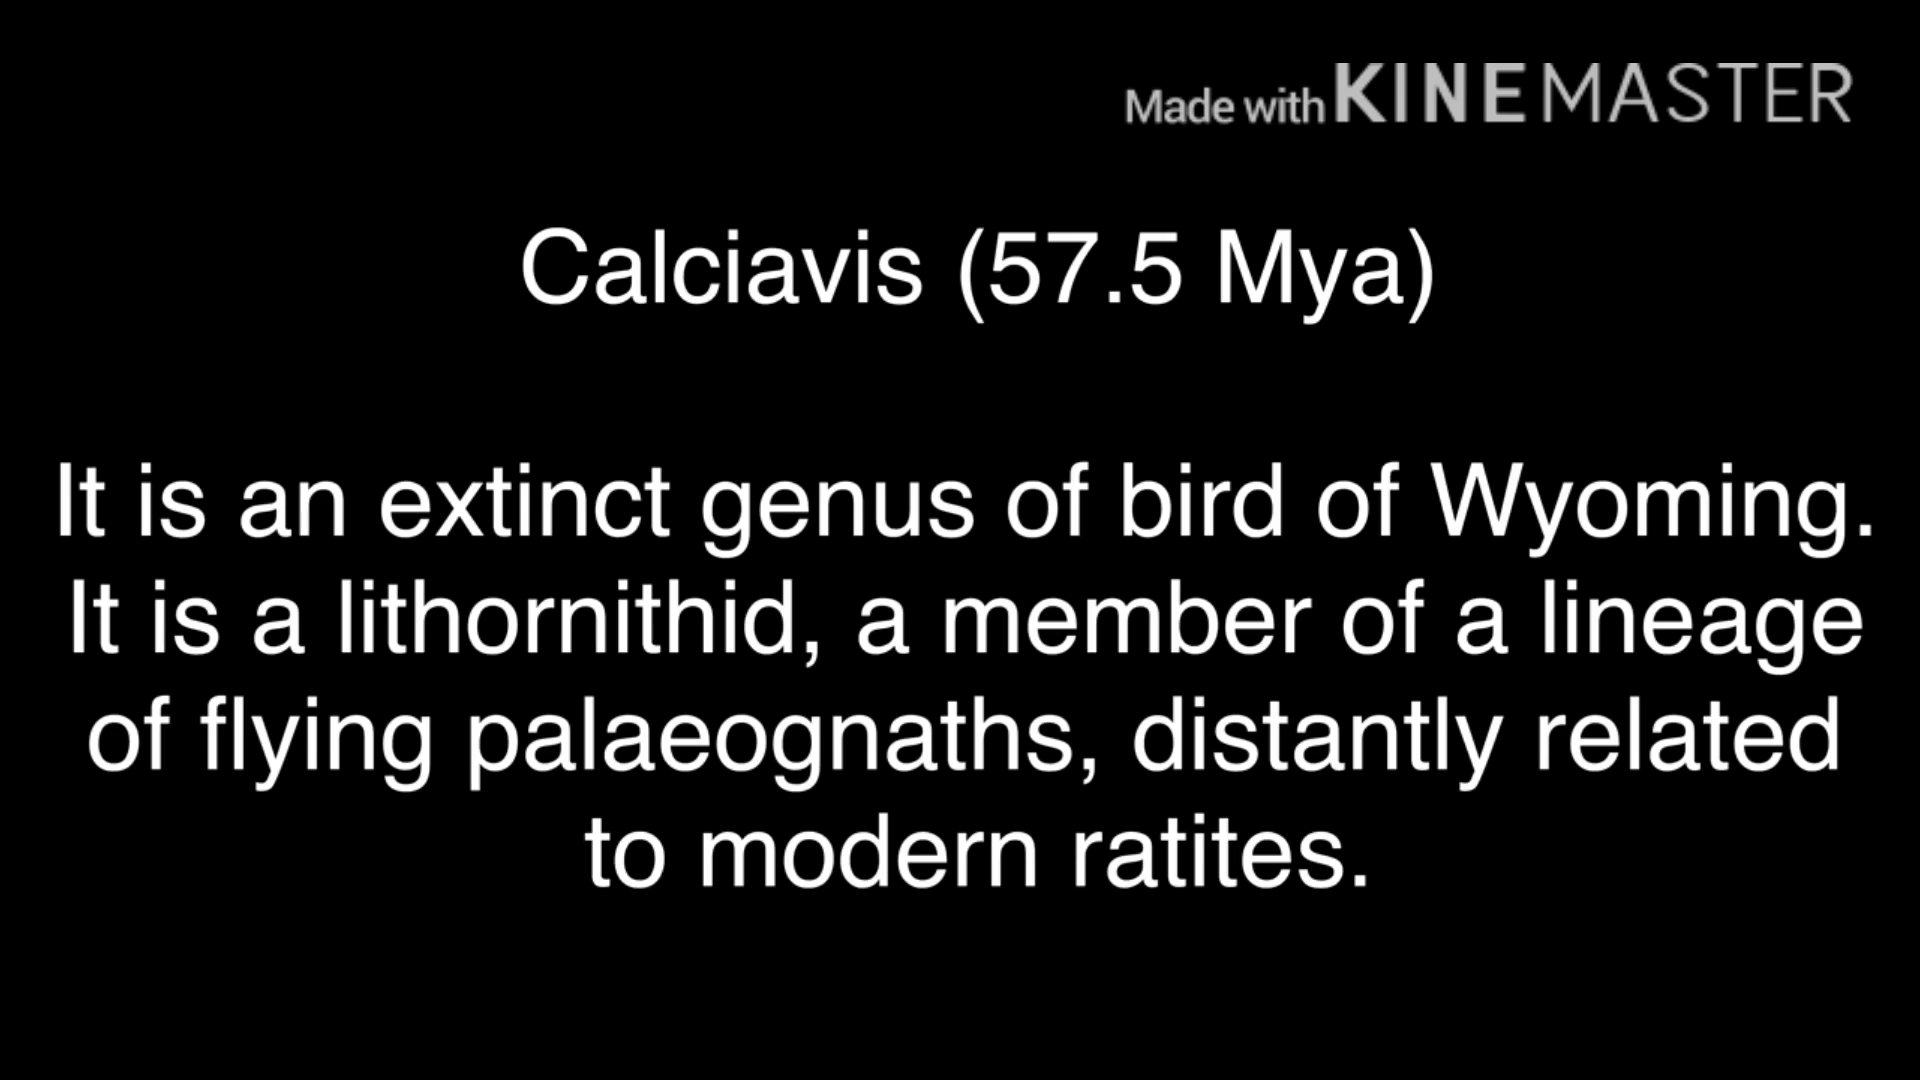 Made with KINEMASTER
Calciavis (57.5 Mya)
It is an extinct genus of bird of Wyoming.
It is a lithornithid, a member of a lineage
of flying palaeognaths, distantly related
to modern ratites.